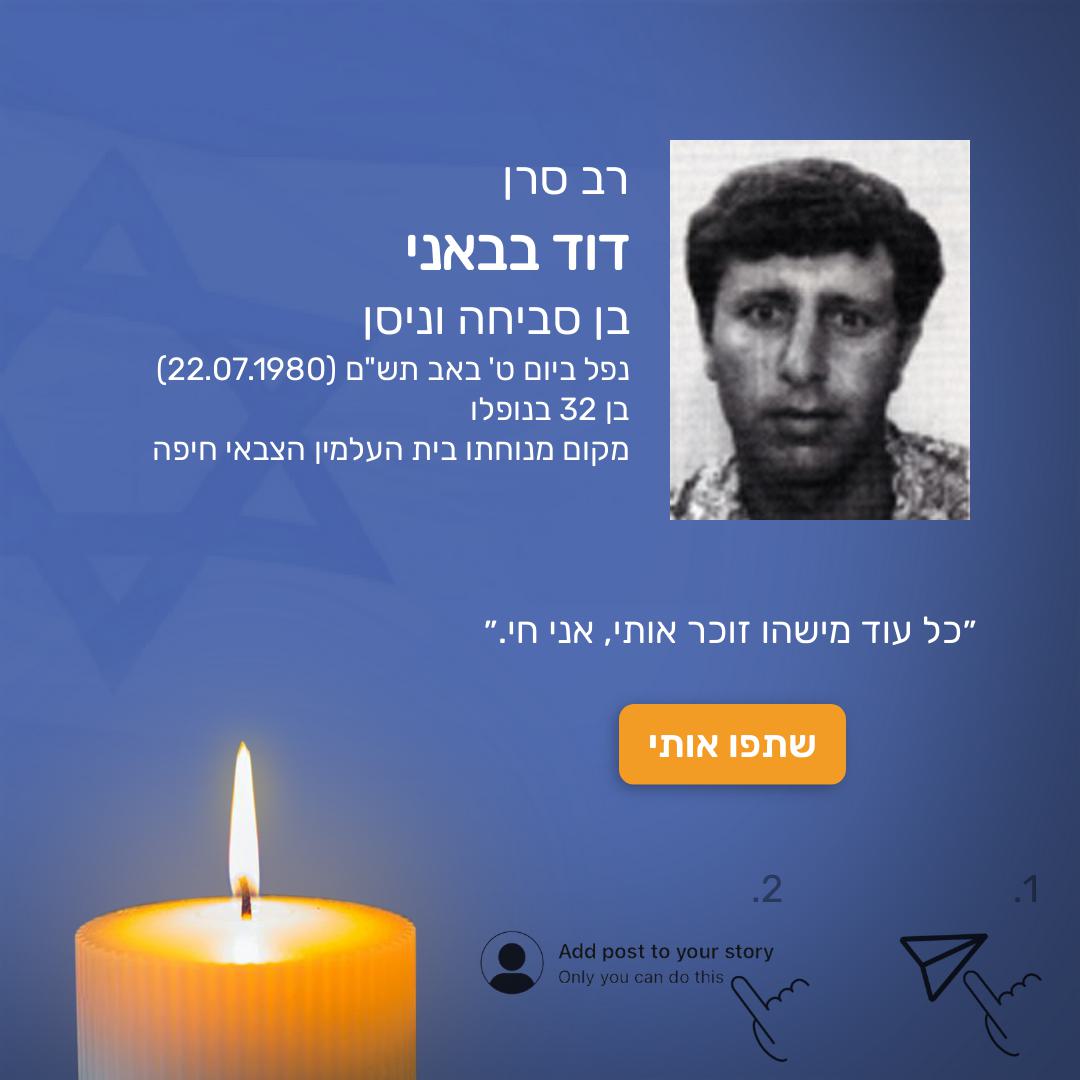 רב סרן
דוד בבאני
בן סביחה וניסן
נפל ביום ט' באב תש"ם (22.07.1980)
בן 32 בנופלו
מקום מנוחתו בית העלמין הצבאי חיפה
״כל עוד מישהו זוכר אותי, אני חי.״
שתפו אותי
1.
2.
Add post to your story
Only you can do this